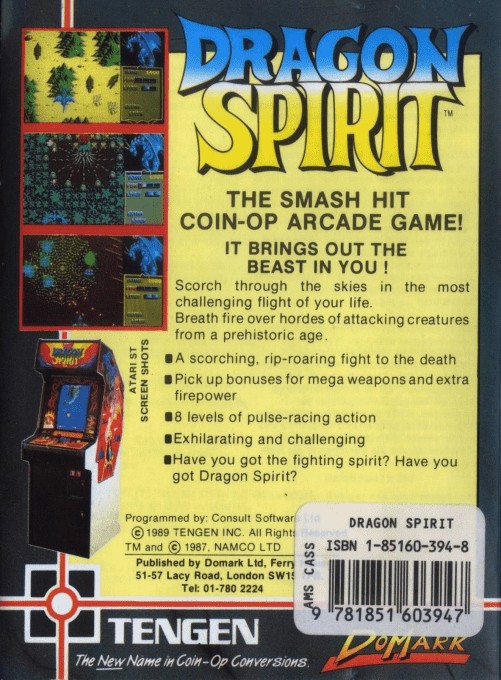 DRAGON
SPIRIT™
THE SMASH HIT
COIN-OP ARCADE GAME!
IT BRINGS OUT THE
BEAST IN YOU !
Scorch through the skies in the most
challenging flight of your life.
Breath fire over hordes of attacking creatures
from a prehistoric age.
A scorching, rip-roaring fight to the death
Pick up bonuses for mega weapons and extra
firepower
8 levels of pulse-racing action
Exhilarating and challenging
Have you got the fighting spirit? Have you
got Dragon Spirit?
ATARI ST
SCREEN SHOTS
DRAGON
SPIRIT
Programmed by: Consult Software Ltd
© 1989 TENGEN INC. All Rights Reserved
TM and © 1987, NAMCO LTD
Published by Domark Ltd, Ferry
51-57 Lacy Road, London SW15
Tel: 01-780 2224
DRAGON SPIRIT
ISBN 1-85160-394-8
AMS CASS
9 781851 603947
TENGEN
The New Name in Coin-Op Conversions.
DOMARK